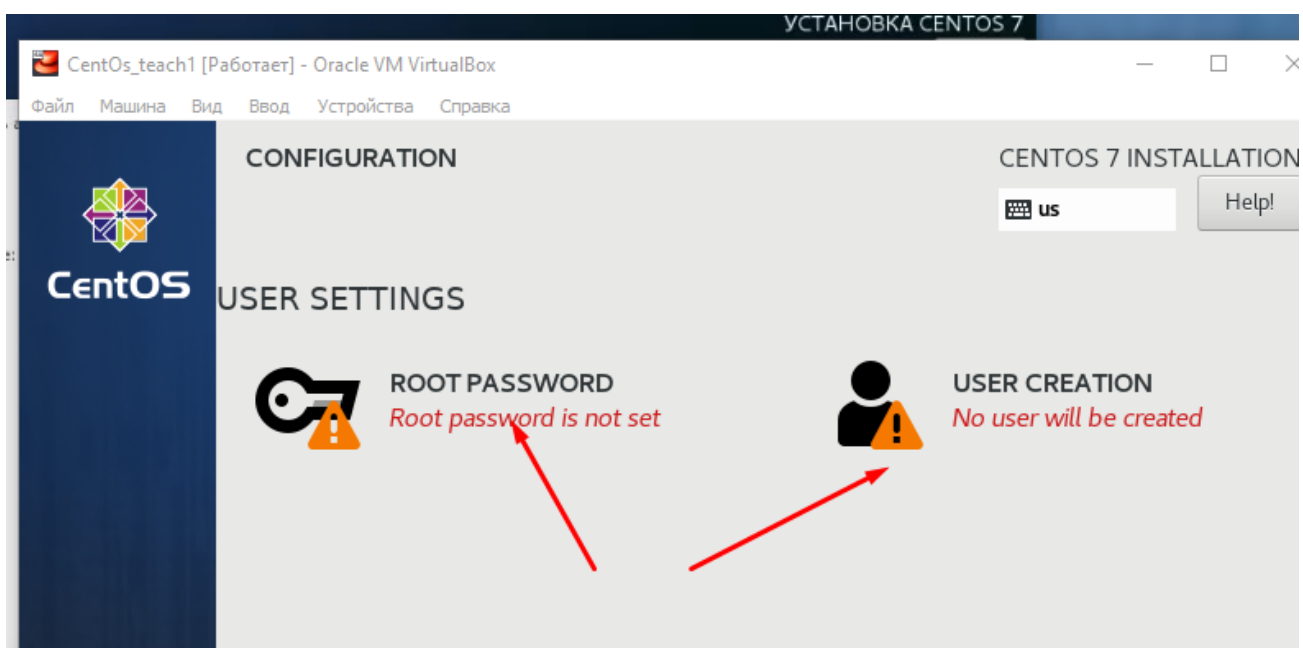 УСТАНОВКА CENTOS 7
CentOs_teach1 [Работает] - Oracle VM VirtualBox
Файл Машина Вид Ввод Устройства Справка
CONFIGURATION
CENTOS 7 INSTALLATION
us
Help!
CentOS
USER SETTINGS
ROOT PASSWORD
Root password is not set
USER CREATION
No user will be created